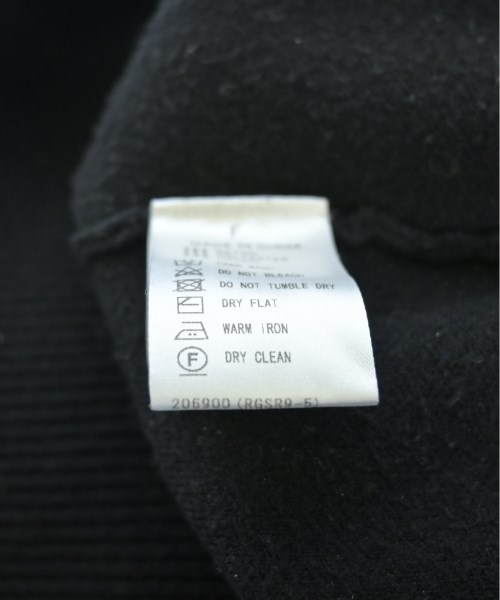 DO NOT BLEACH
DO NOT TUMBLE DRY
DRY FLAT
WARM IRON
F DRY CLEAN
206900(RGSR9-5)